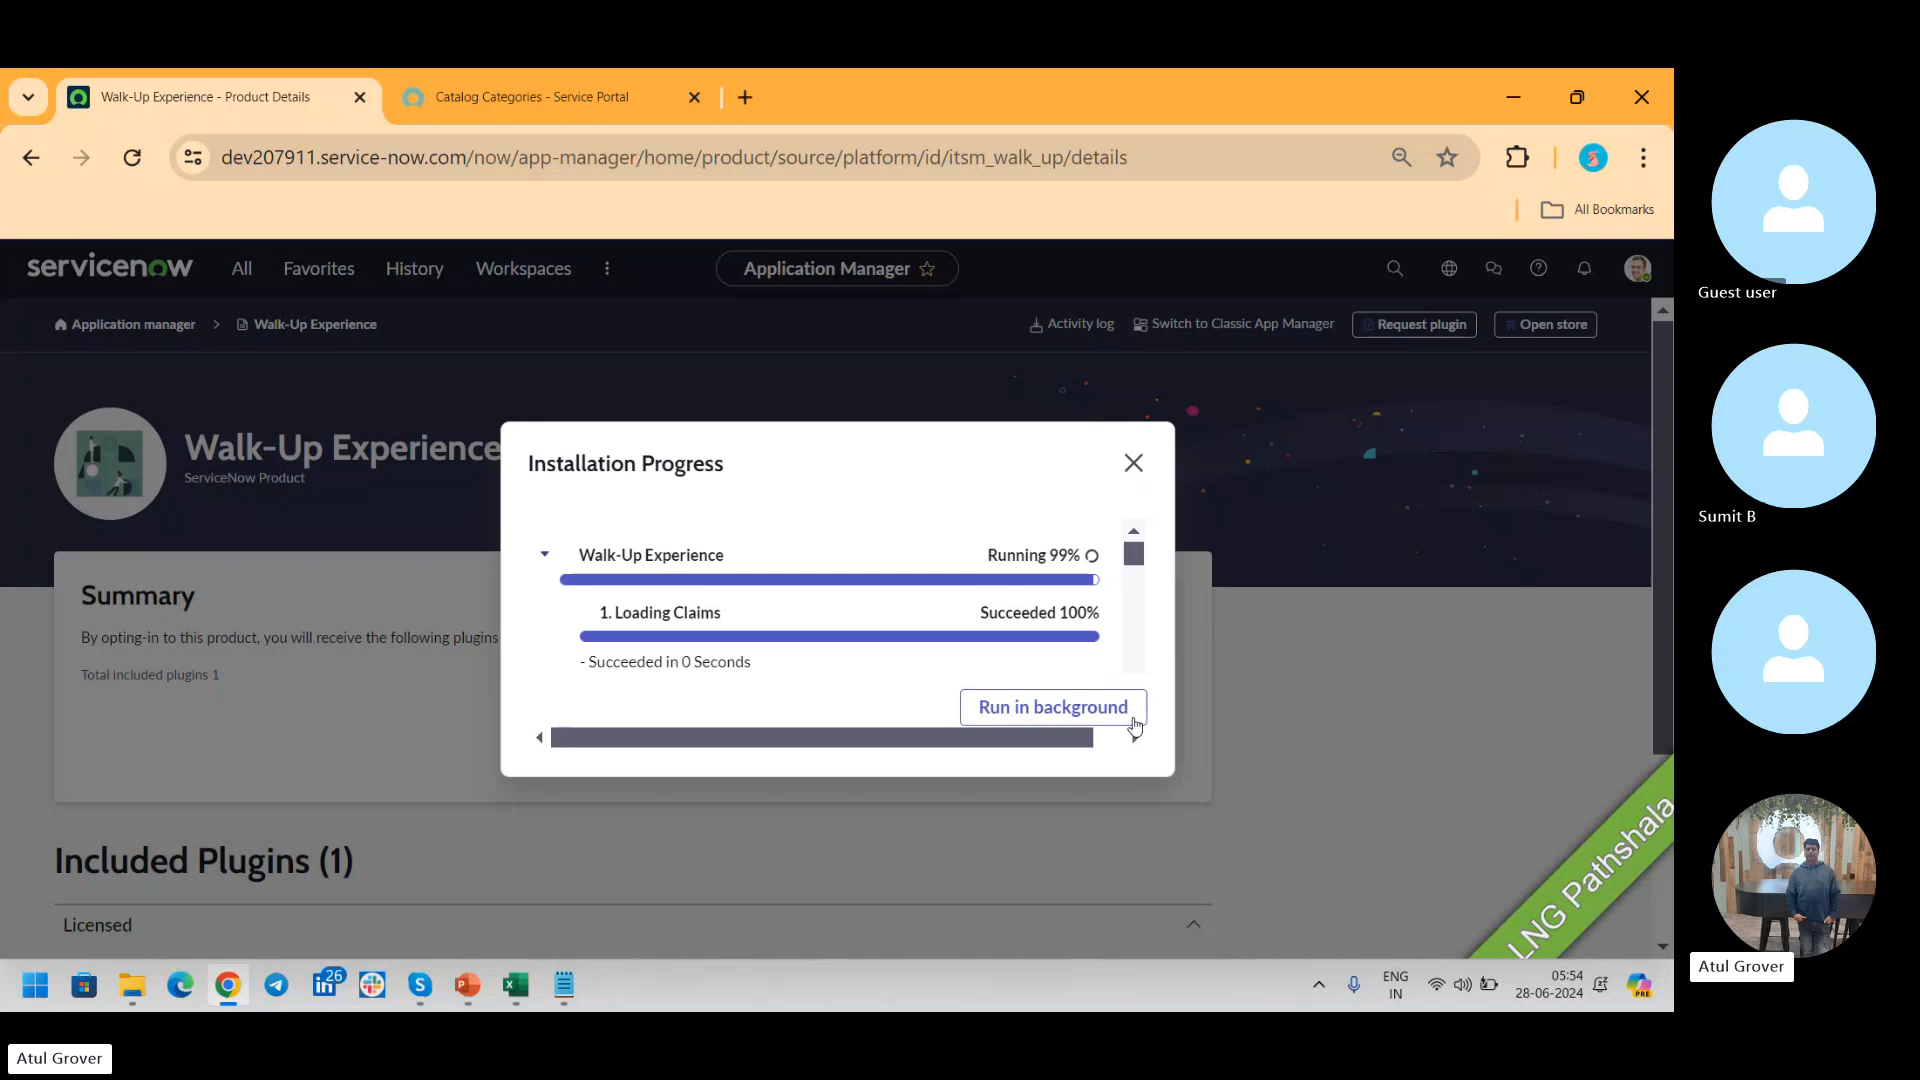 Walk-Up Experience - Product Details
Catalog Categories - Service Portal
dev207911.service-now.com/now/app-manager/home/product/source/platform/id/itsm_walk_up/details
All Bookmarks
servicenow
All
Favorites
History
Workspaces
Application Manager
Application manager
Walk-Up Experience
Activity log
Switch to Classic App Manager
Request plugin
Open store
Walk-Up Experience
ServiceNow Product
Summary
By opting-in to this product, you will receive the following plugins
Total included plugins 1
Installation Progress
Walk-Up Experience
Running 99%
1. Loading Claims
Succeeded 100%
- Succeeded in 0 Seconds
Run in background
Included Plugins (1)
Licensed
LNG Pathshala
26
ENG
IN
05:54
28-06-2024
PRE
Guest user
Sumit B
Atul Grover
Atul Grover